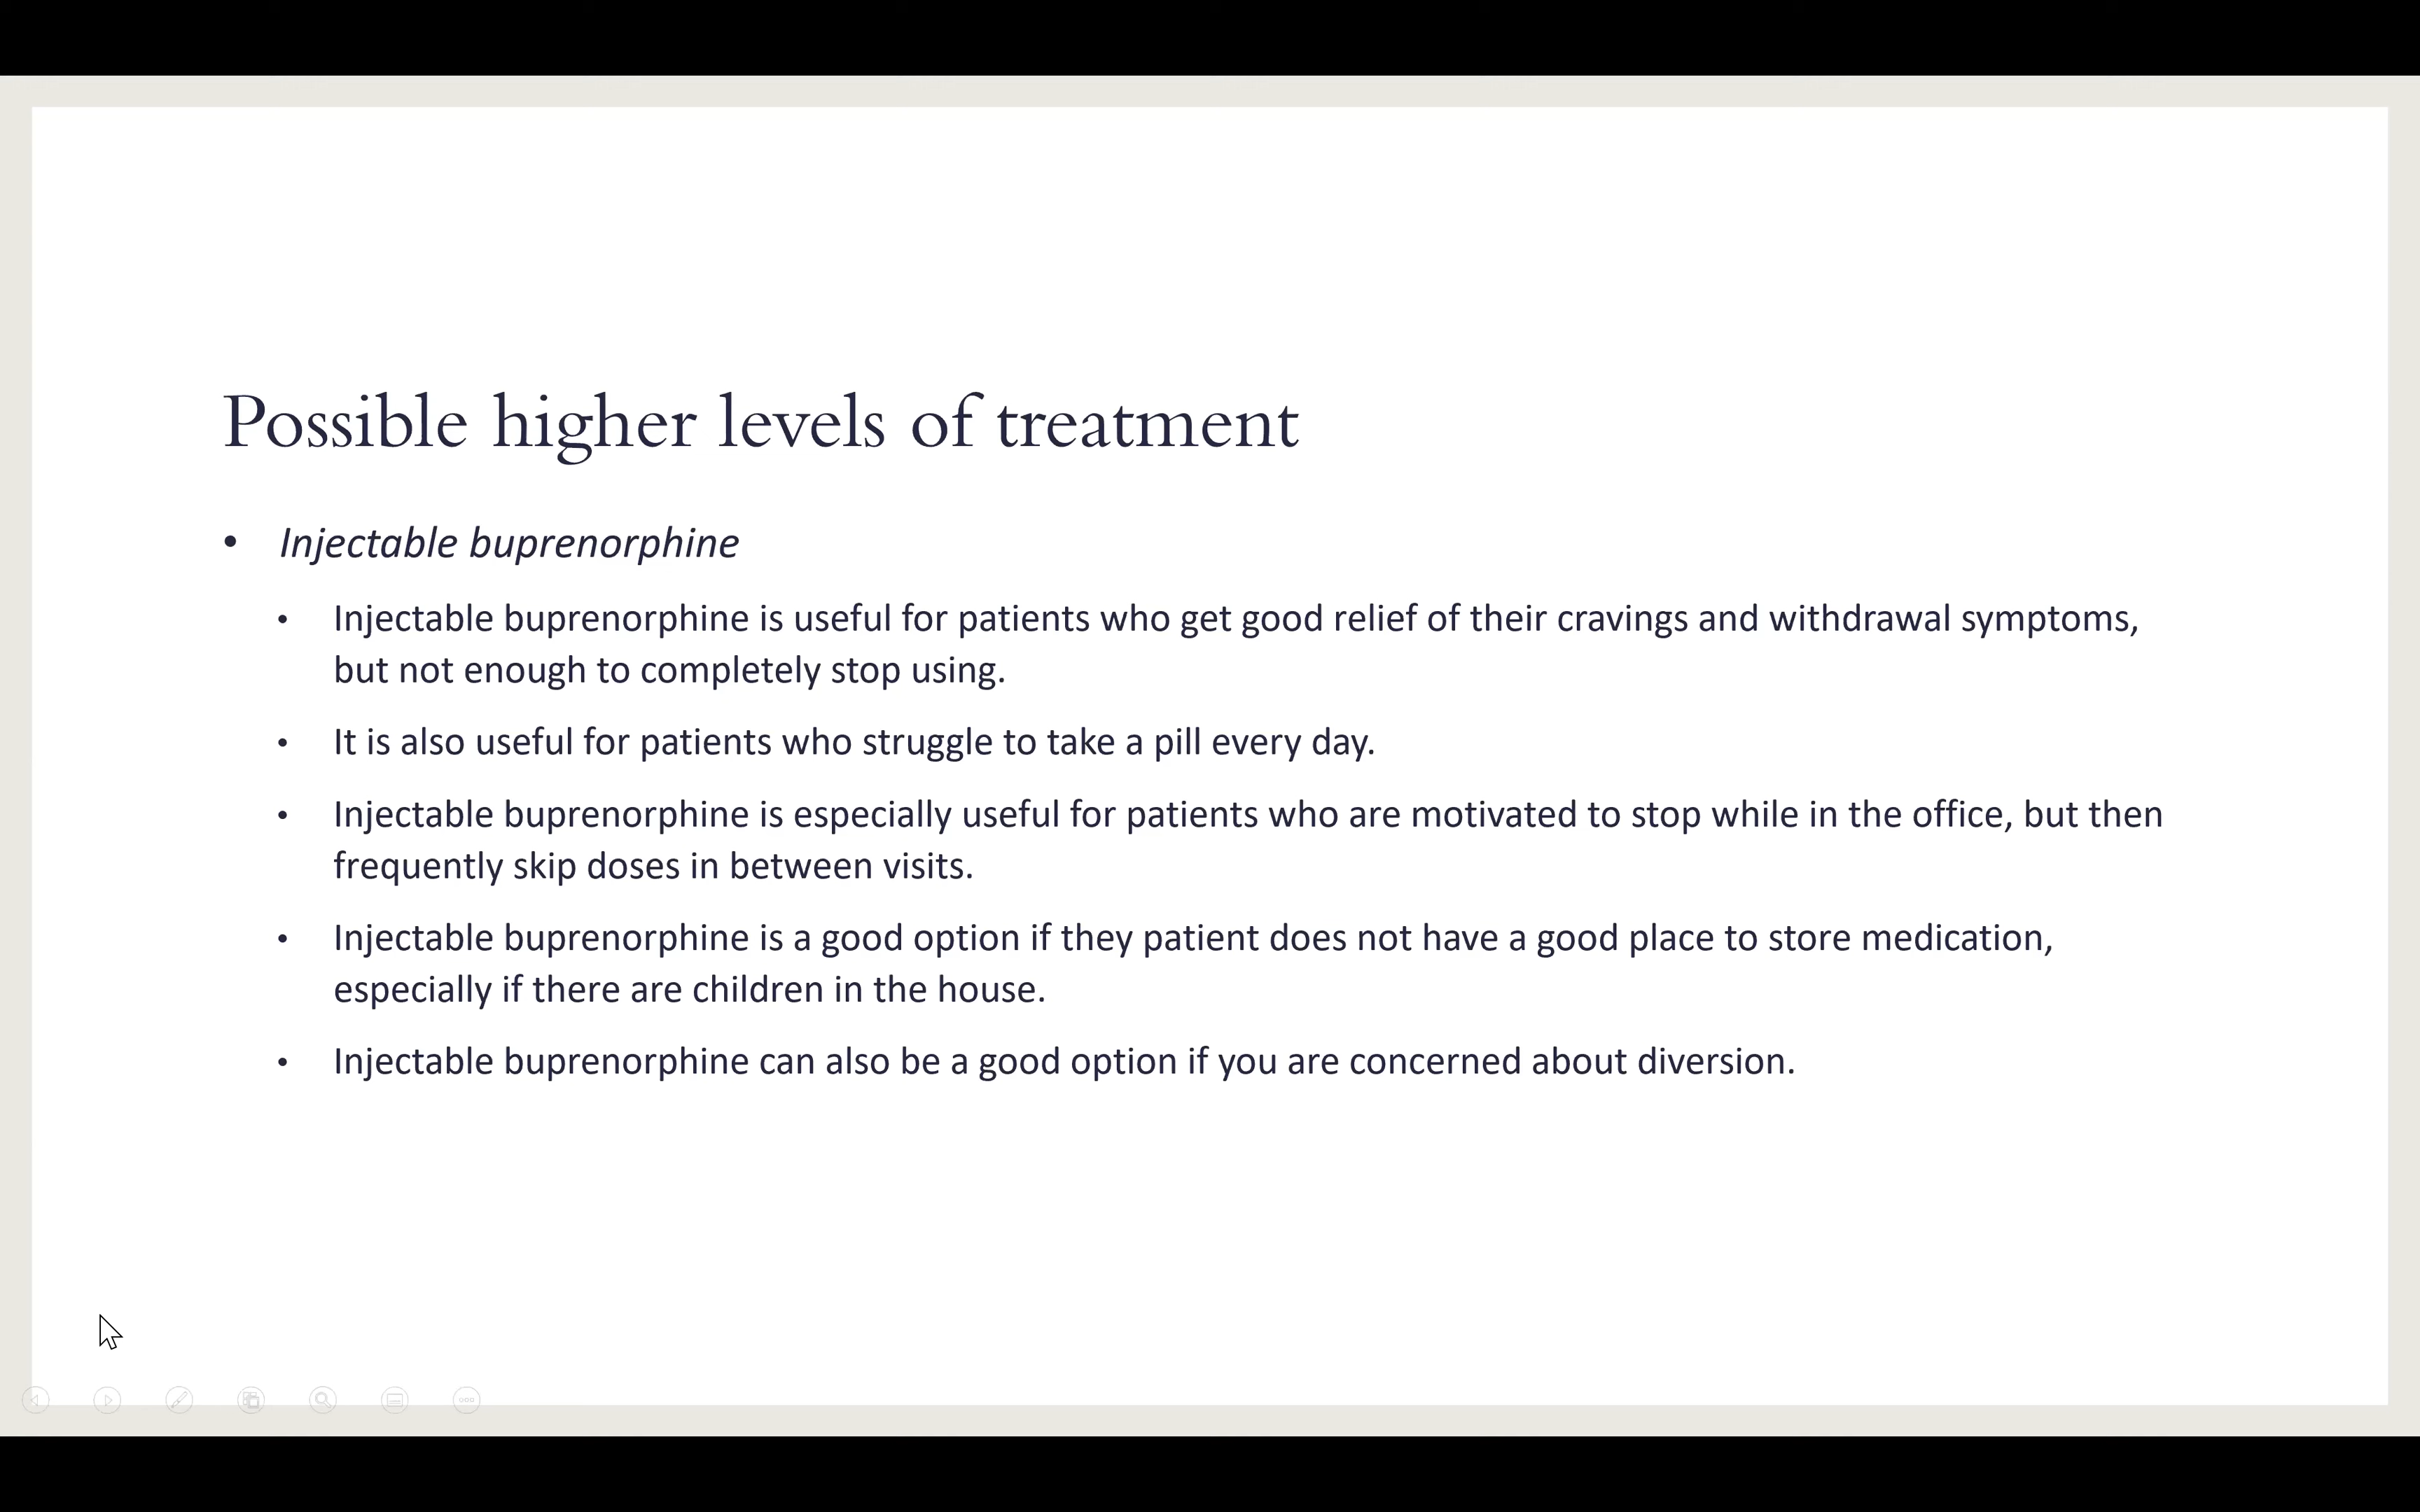 Possible higher levels of treatment
• Injectable buprenorphine
• Injectable buprenorphine is useful for patients who get good relief of their cravings and withdrawal symptoms,
but not enough to completely stop using.
• It is also useful for patients who struggle to take a pill every day.
• Injectable buprenorphine is especially useful for patients who are motivated to stop while in the office, but then
frequently skip doses in between visits.
• Injectable buprenorphine is a good option if they patient does not have a good place to store medication,
especially if there are children in the house.
• Injectable buprenorphine can also be a good option if you are concerned about diversion.